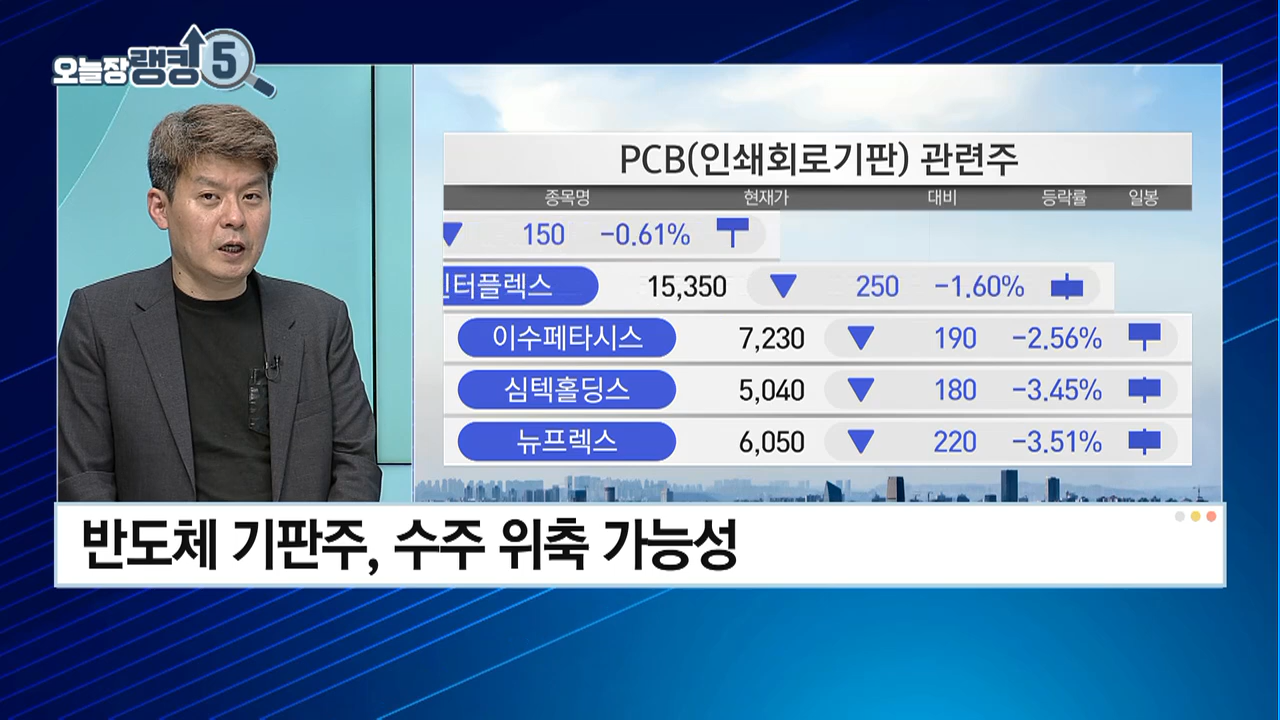 오늘장 랭킹 5
PCB(인쇄회로기판) 관련주
종목명 현재가 대비 등락률 일봉
▼ 150 -0.61%
인터플렉스 15,350 ▼ 250 -1.60%
이수페타시스 7,230 ▼ 190 -2.56%
심텍홀딩스 5,040 ▼ 180 -3.45%
뉴프렉스 6,050 ▼ 220 -3.51%
반도체 기판주, 수주 위축 가능성